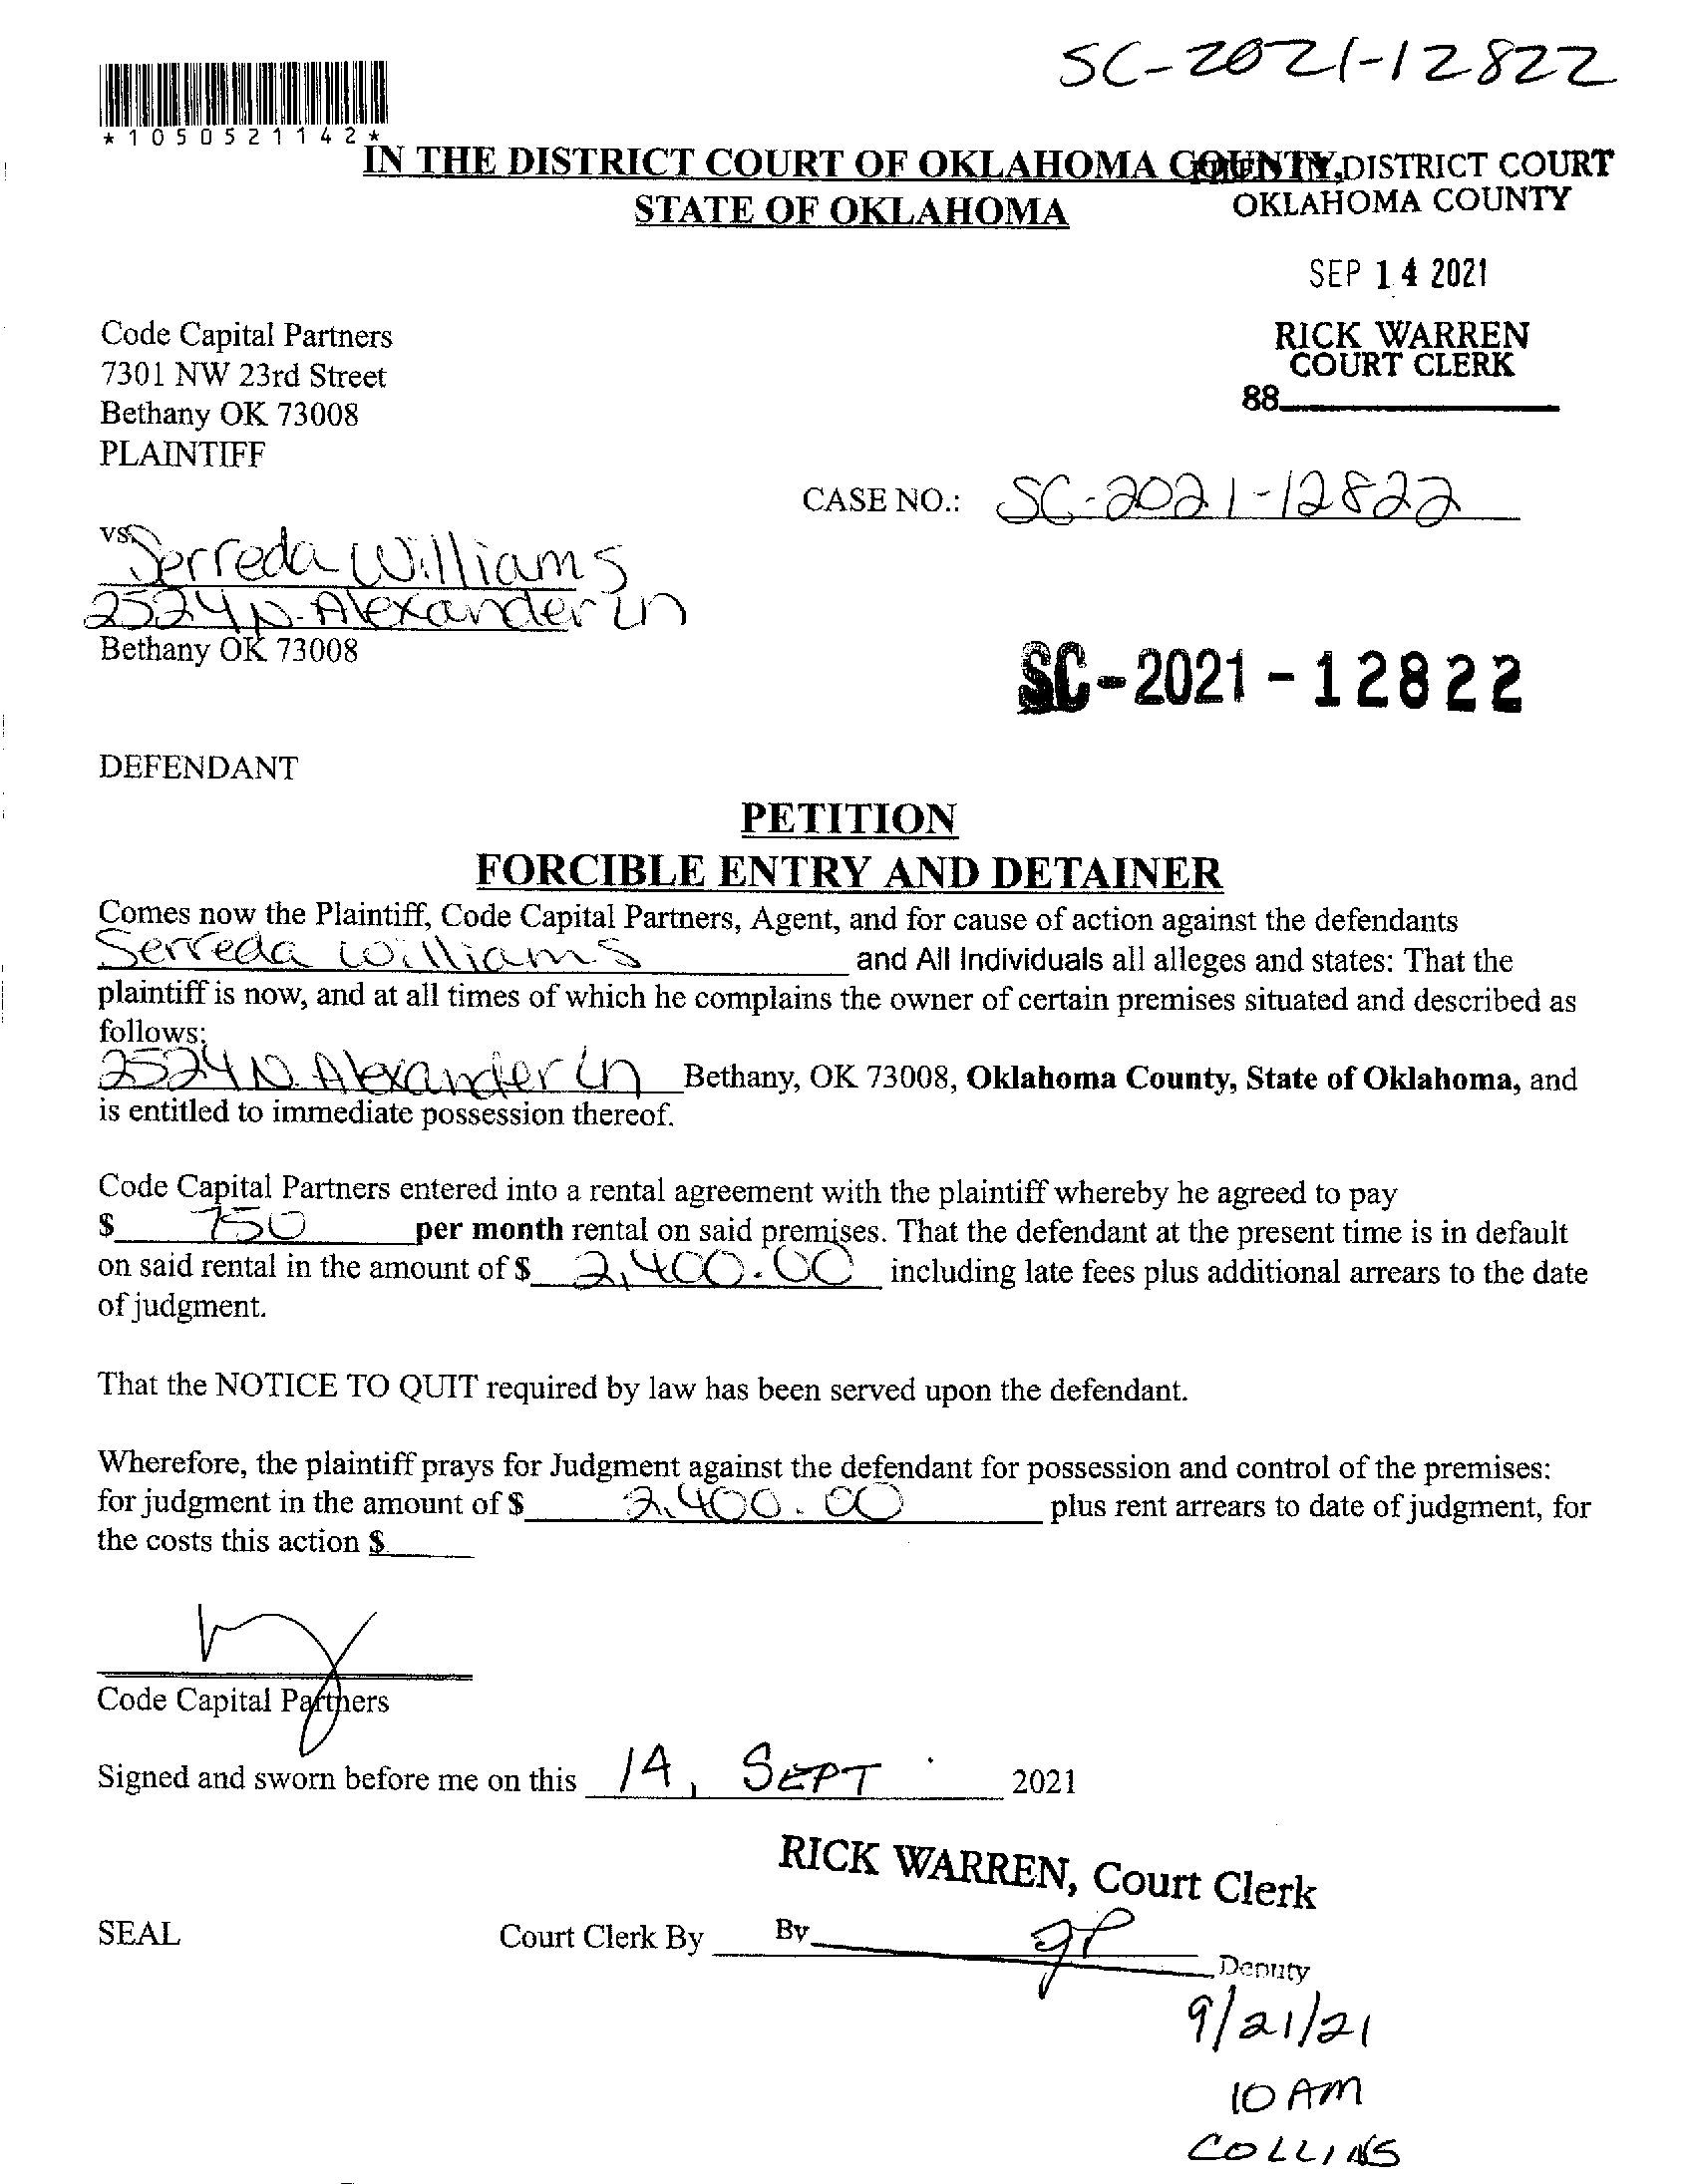 SC-2021-12822
*1050521142*
IN THE DISTRICT COURT OF OKLAHOMA COUNTY, DISTRICT COURT
STATE OF OKLAHOMA OKLAHOMA COUNTY
SEP 14 2021
Code Capital Partners RICK WARREN
7301 NW 23rd Street COURT CLERK
Bethany OK 73008 88
PLAINTIFF
CASE NO.: SC-2021-12822
vs. Serreda Williams
2524 N. Alexander Ln
Bethany OK 73008
SC-2021-12822
DEFENDANT
PETITION
FORCIBLE ENTRY AND DETAINER
Comes now the Plaintiff, Code Capital Partners, Agent, and for cause of action against the defendants
Serreda Williams and All Individuals all alleges and states: That the
plaintiff is now, and at all times of which he complains the owner of certain premises situated and described as
follows:
2524 N. Alexander Ln Bethany, OK 73008, Oklahoma County, State of Oklahoma, and
is entitled to immediate possession thereof.
Code Capital Partners entered into a rental agreement with the plaintiff whereby he agreed to pay
$ 750 per month rental on said premises. That the defendant at the present time is in default
on said rental in the amount of $ 2,400.00 including late fees plus additional arrears to the date
of judgment.
That the NOTICE TO QUIT required by law has been served upon the defendant.
Wherefore, the plaintiff prays for Judgment against the defendant for possession and control of the premises:
for judgment in the amount of $ 2,400.00 plus rent arrears to date of judgment, for
the costs this action $
Code Capital Partners
Signed and sworn before me on this 14, SEPT 2021
RICK WARREN, Court Clerk
SEAL Court Clerk By By
Deputy
9/21/21
10 AM
COLLINS